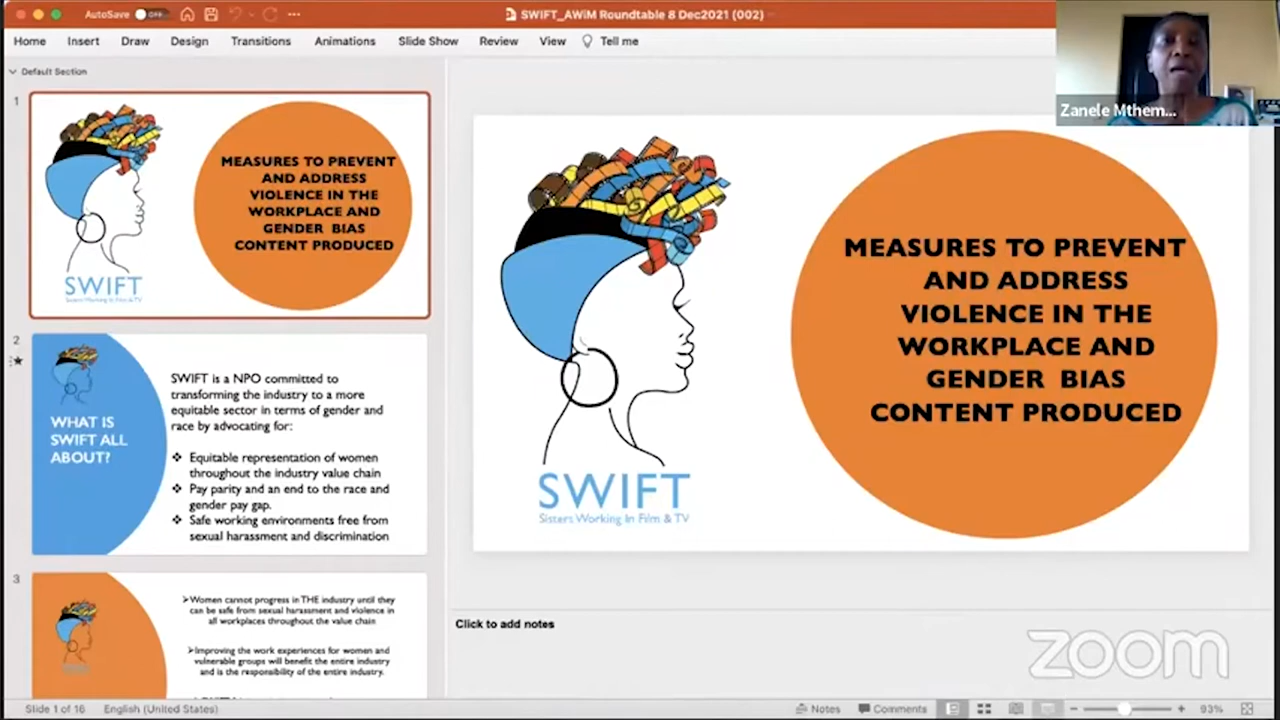 AutoSave OFF
SWIFT_AWiM Roundtable 8 Dec2021 (002)
Home Insert Draw Design Transitions Animations Slide Show Review View Tell me
Default Section
1
MEASURES TO PREVENT
AND ADDRESS
VIOLENCE IN THE
WORKPLACE AND
GENDER BIAS
CONTENT PRODUCED
SWIFT
Sisters Working In Film & TV
2
WHAT IS
SWIFT ALL
ABOUT?
SWIFT is a NPO committed to
transforming the industry to a more
equitable sector in terms of gender and
race by advocating for:
❖ Equitable representation of women
throughout the industry value chain
❖ Pay parity and an end to the race and
gender pay gap.
❖ Safe working environments free from
sexual harassment and discrimination
3
➢Women cannot progress in THE industry until they
can be safe from sexual harassment and violence in
all workplaces throughout the value chain
➢Improving the work experiences for women and
vulnerable groups will benefit the entire industry
and is the responsibility of the entire industry.
MEASURES TO PREVENT
AND ADDRESS
VIOLENCE IN THE
WORKPLACE AND
GENDER BIAS
CONTENT PRODUCED
SWIFT
Sisters Working In Film & TV
Zanele Mthem...
Click to add notes
zoom
Slide 1 of 16 English (United States) Notes Comments 93%